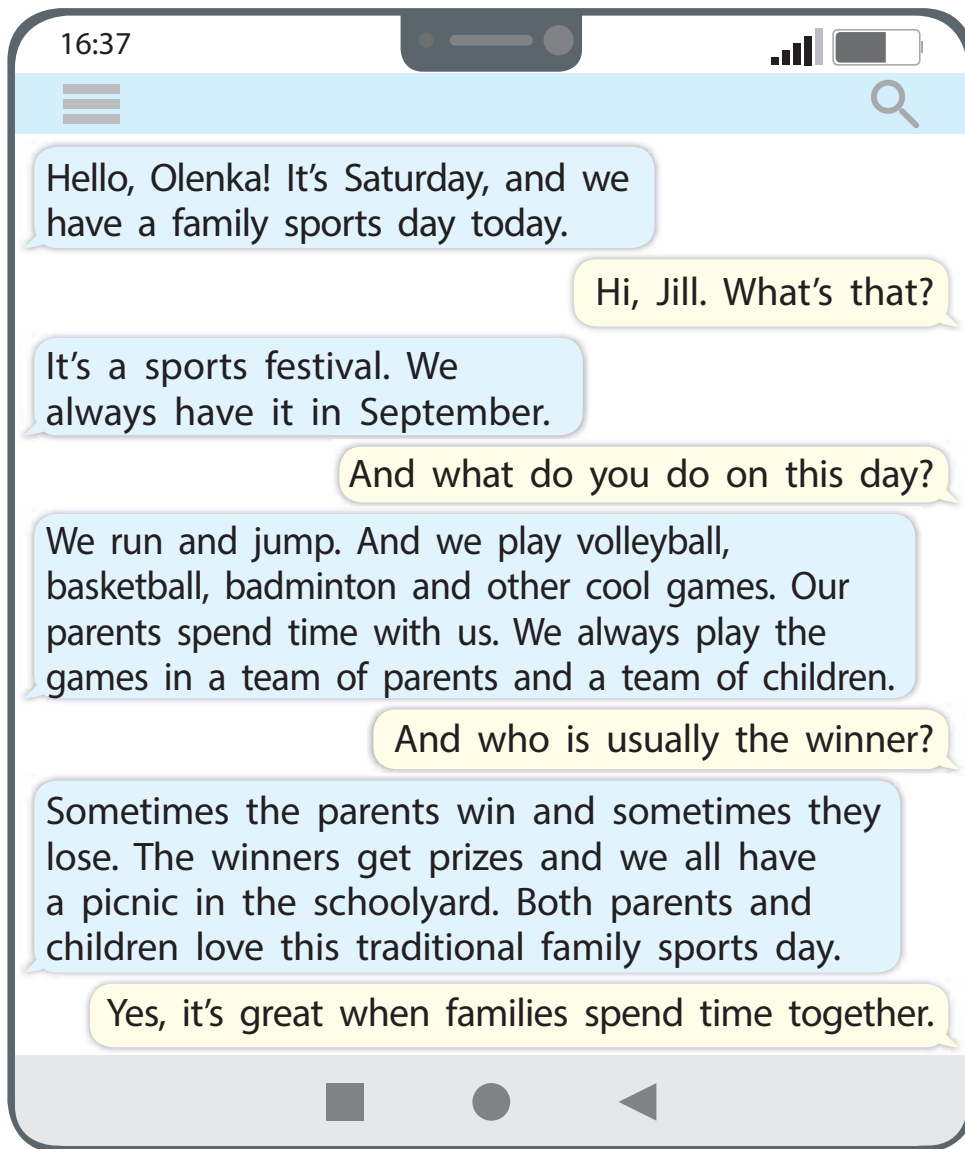 16:37
Hello, Olenka! It’s Saturday, and we
have a family sports day today.
Hi, Jill. What’s that?
It’s a sports festival. We
always have it in September.
And what do you do on this day?
We run and jump. And we play volleyball,
basketball, badminton and other cool games. Our
parents spend time with us. We always play the
games in a team of parents and a team of children.
And who is usually the winner?
Sometimes the parents win and sometimes they
lose. The winners get prizes and we all have
a picnic in the schoolyard. Both parents and
children love this traditional family sports day.
Yes, it’s great when families spend time together.